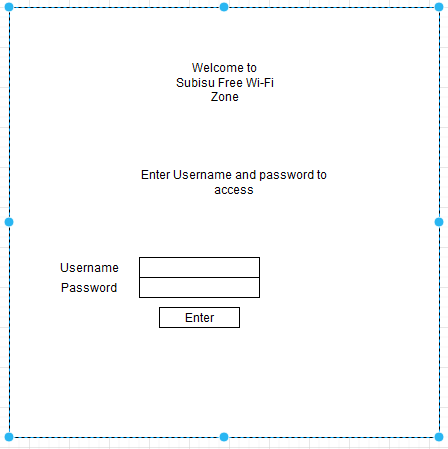 Welcome to
Subisu Free Wi-Fi
Zone
Enter Username and password to
access
Username
Password
Enter